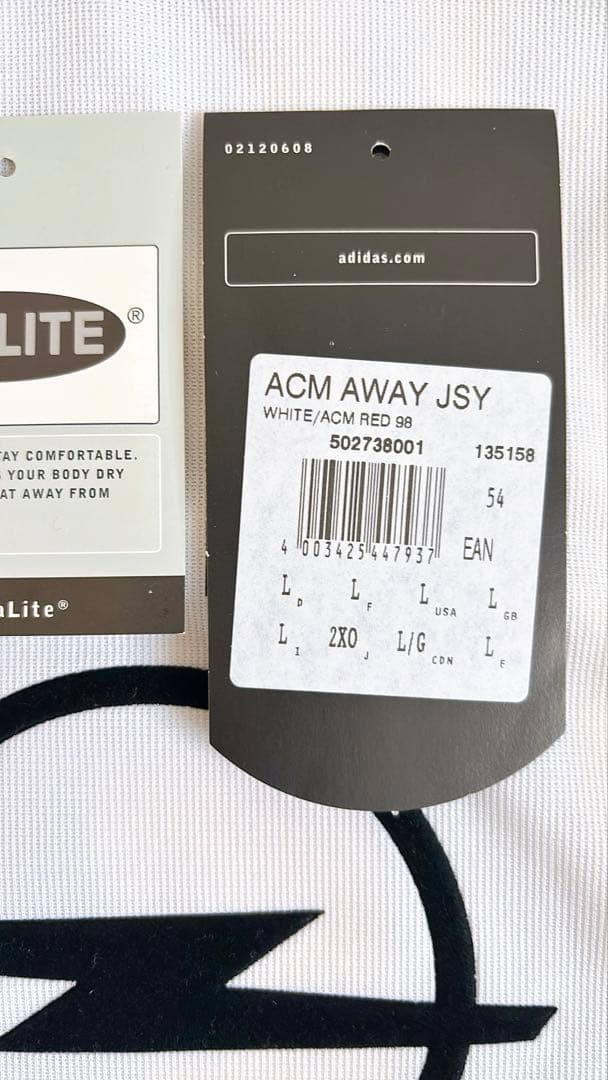 LITE®
TAY COMFORTABLE.
S YOUR BODY DRY
AT AWAY FROM
Lite®
02120608
adidas.com
ACM AWAY JSY
WHITE/ACM RED 98
502738001 135158
54
4 003425 447937 EAN
L D L F L USA L GB
L I 2XO J L/G CDN L E